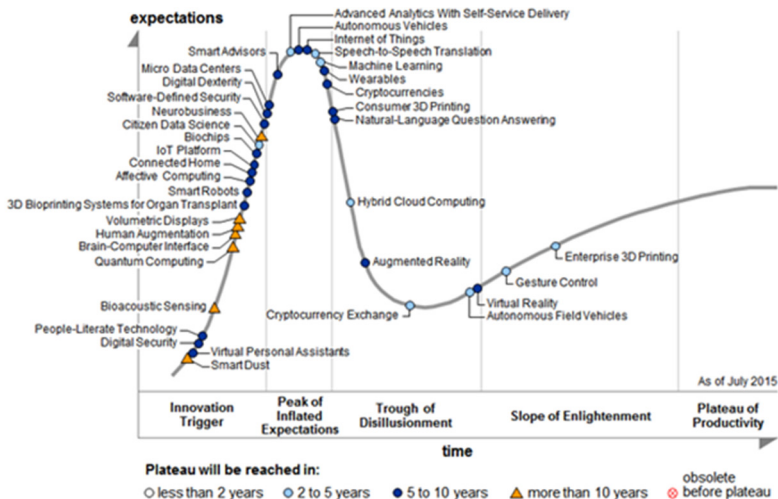 expectations
Advanced Analytics With Self-Service Delivery
Autonomous Vehicles
Internet of Things
Smart Advisors
Speech-to-Speech Translation
Machine Learning
Micro Data Centers
Wearables
Digital Dexterity
Cryptocurrencies
Software-Defined Security
Consumer 3D Printing
Neurobusiness
Natural-Language Question Answering
Citizen Data Science
Biochips
IoT Platform
Connected Home
Affective Computing
Smart Robots
3D Bioprinting Systems for Organ Transplant
Hybrid Cloud Computing
Volumetric Displays
Human Augmentation
Brain-Computer Interface
Quantum Computing
Augmented Reality
Enterprise 3D Printing
Gesture Control
Bioacoustic Sensing
Virtual Reality
Cryptocurrency Exchange
Autonomous Field Vehicles
People-Literate Technology
Digital Security
Virtual Personal Assistants
Smart Dust
As of July 2015
Innovation
Trigger
Peak of
Inflated
Expectations
Trough of
Disillusionment
Slope of Enlightenment
Plateau of
Productivity
time
Plateau will be reached in:
less than 2 years
2 to 5 years
5 to 10 years
more than 10 years
obsolete
before plateau